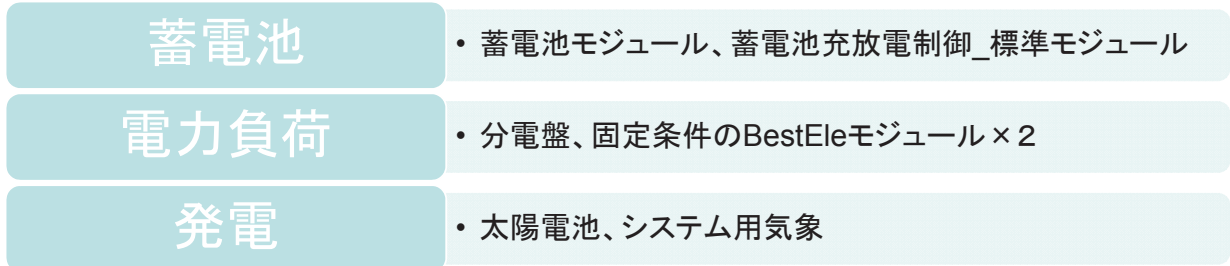 蓄電池
• 蓄電池モジュール、蓄電池充放電制御_標準モジュール
電力負荷
• 分電盤、固定条件のBestEleモジュール×２
発電
• 太陽電池、システム用気象